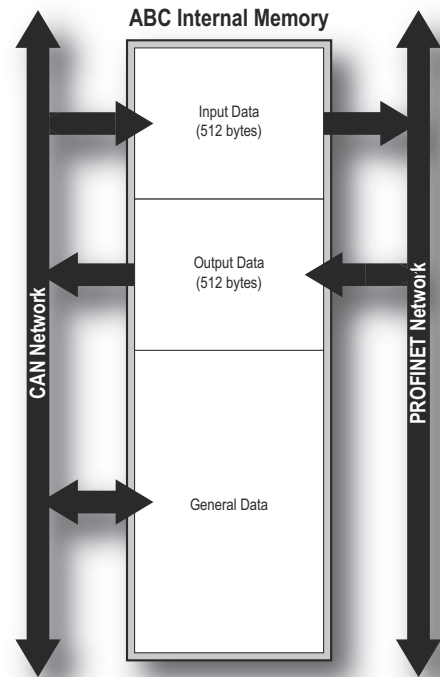 ABC Internal Memory
Input Data
(512 bytes)
Output Data
(512 bytes)
CAN Network
PROFINET Network
General Data